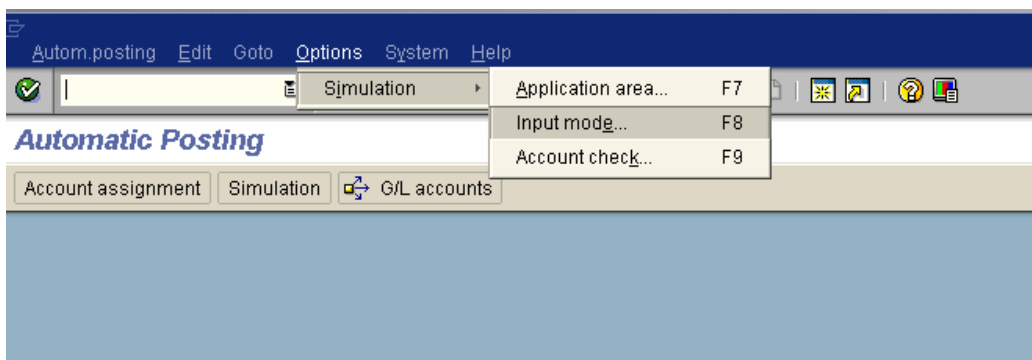 Autom.posting Edit Goto Options System Help
Simulation Application area... F7
Input mode... F8
Account check... F9
Automatic Posting
Account assignment Simulation G/L accounts